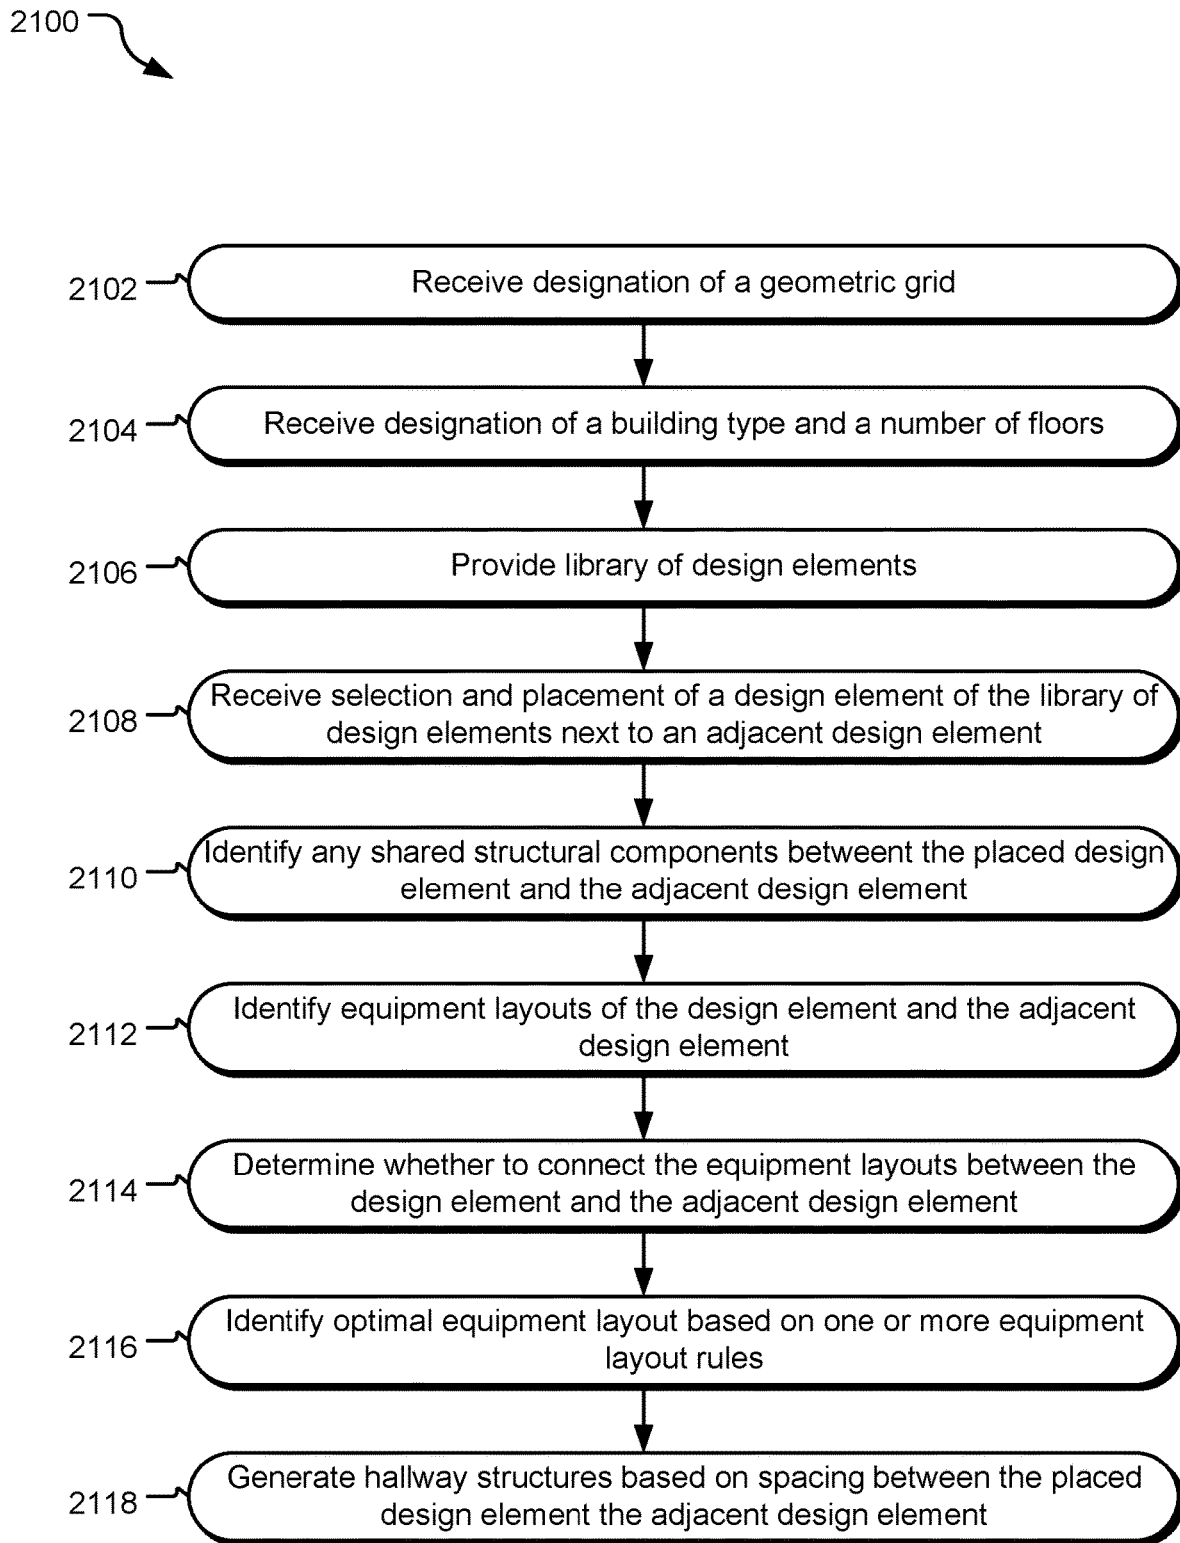 2100
2102
Receive designation of a geometric grid
2104
Receive designation of a building type and a number of floors
2106
Provide library of design elements
2108
Receive selection and placement of a design element of the library of
design elements next to an adjacent design element
2110
Identify any shared structural components betweent the placed design
element and the adjacent design element
2112
Identify equipment layouts of the design element and the adjacent
design element
2114
Determine whether to connect the equipment layouts between the
design element and the adjacent design element
2116
Identify optimal equipment layout based on one or more equipment
layout rules
2118
Generate hallway structures based on spacing between the placed
design element the adjacent design element